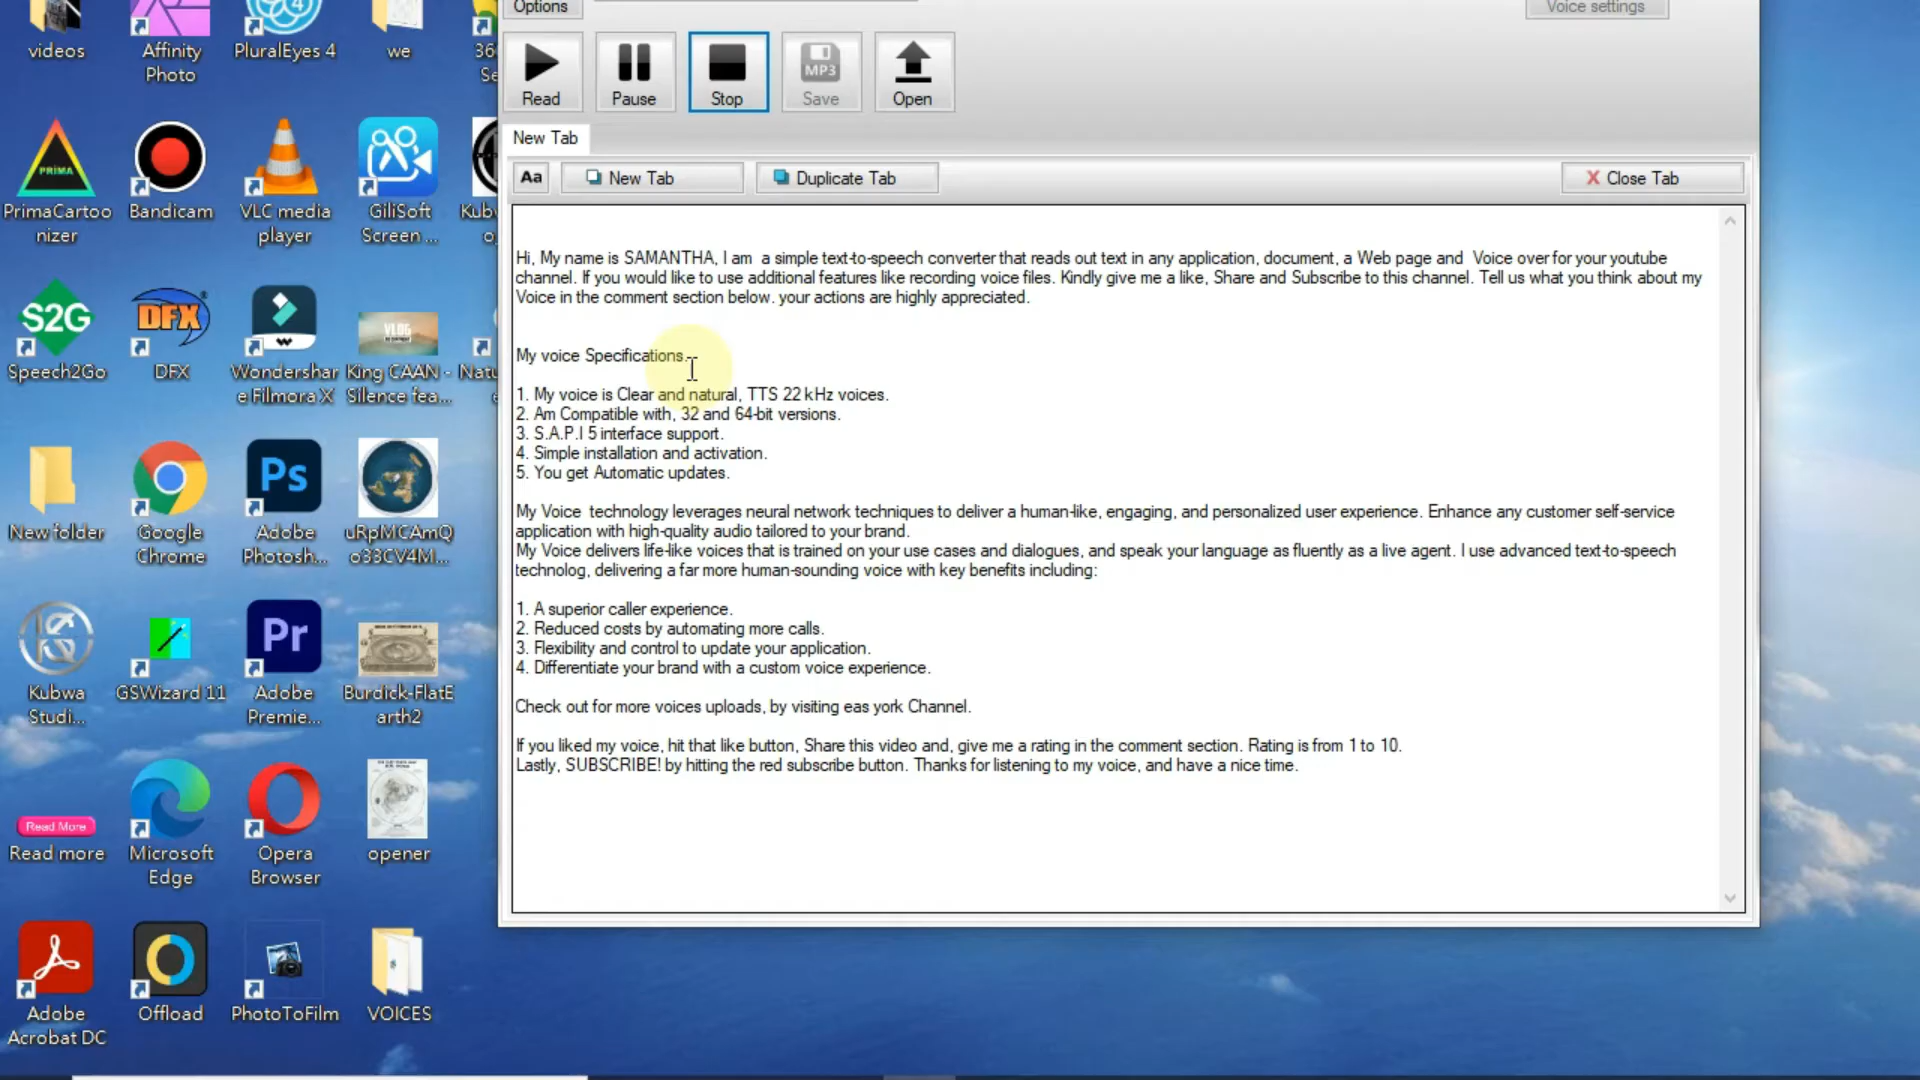 Options
Voice settings
Read
Pause
Stop
MP3
Save
Open
New Tab
Aa
New Tab
Duplicate Tab
X Close Tab
Hi, My name is SAMANTHA, I am  a simple text-to-speech converter that reads out text in any application, document, a Web page and  Voice over for your youtube
channel. If you would like to use additional features like recording voice files. Kindly give me a like, Share and Subscribe to this channel. Tell us what you think about my
Voice in the comment section below. your actions are highly appreciated.
My voice Specifications.
1. My voice is Clear and natural, TTS 22 kHz voices.
2. Am Compatible with, 32 and 64-bit versions.
3. S.A.P.I 5 interface support.
4. Simple installation and activation.
5. You get Automatic updates.
My Voice  technology leverages neural network techniques to deliver a human-like, engaging, and personalized user experience. Enhance any customer self-service
application with high-quality audio tailored to your brand.
My Voice delivers life-like voices that is trained on your use cases and dialogues, and speak your language as fluently as a live agent. I use advanced text-to-speech
technolog, delivering a far more human-sounding voice with key benefits including:
1. A superior caller experience.
2. Reduced costs by automating more calls.
3. Flexibility and control to update your application.
4. Differentiate your brand with a custom voice experience.
Check out for more voices uploads, by visiting eas york Channel.
If you liked my voice, hit that like button, Share this video and, give me a rating in the comment section. Rating is from 1 to 10.
Lastly, SUBSCRIBE! by hitting the red subscribe button. Thanks for listening to my voice, and have a nice time.
videos
Affinity
Photo
PluralEyes 4
we
PRIMA
PrimaCartoo
nizer
Bandicam
VLC media
player
GiliSoft
Screen ...
S2G
Speech2Go
DFX
DFX
Wondershar
e Filmora X
VLOG
King CAAN -
Silence fea...
New folder
Google
Chrome
Ps
Adobe
Photosh...
uRpMCAmQ
o33CV4M...
Kubwa
Studi...
GSWizard 11
Pr
Adobe
Premie...
Burdick-FlatE
arth2
Read More
Read more
Microsoft
Edge
Opera
Browser
opener
Adobe
Acrobat DC
Offload
PhotoToFilm
VOICES